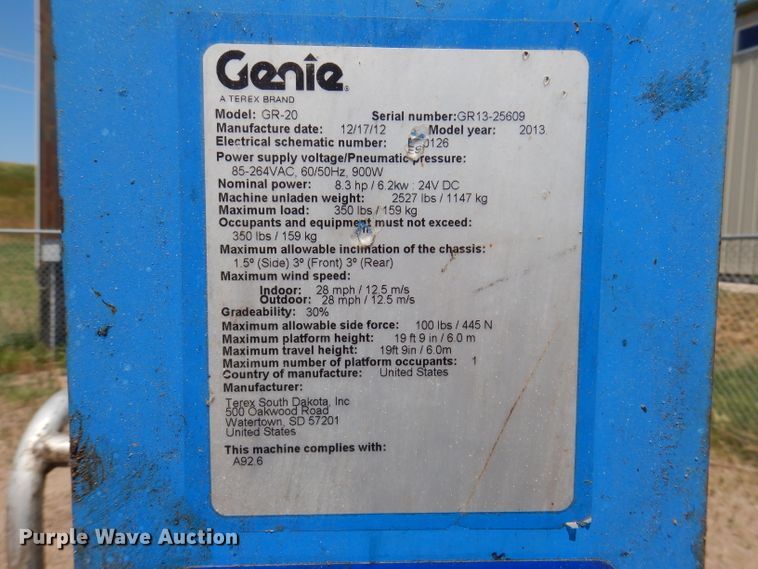 Genie
A TEREX BRAND
Model: GR-20 Serial number:GR13-25609
Manufacture date: 12/17/12 Model year: 2013
Electrical schematic number: 0126
Power supply voltage/Pneumatic pressure:
85-264VAC, 60/50Hz, 900W
Nominal power: 8.3 hp / 6.2kw : 24V DC
Machine unladen weight: 2527 lbs / 1147 kg
Maximum load: 350 lbs / 159 kg
Occupants and equipment must not exceed:
350 lbs / 159 kg
Maximum allowable inclination of the chassis:
1.5º (Side) 3º (Front) 3º (Rear)
Maximum wind speed:
Indoor: 28 mph / 12.5 m/s
Outdoor: 28 mph / 12.5 m/s
Gradeability: 30%
Maximum allowable side force: 100 lbs / 445 N
Maximum platform height: 19 ft 9 in / 6.0 m
Maximum travel height: 19ft 9in / 6.0m
Maximum number of platform occupants: 1
Country of manufacture: United States
Manufacturer:
Terex South Dakota, Inc
500 Oakwood Road
Watertown, SD 57201
United States
This machine complies with:
A92.6
Purple Wave Auction